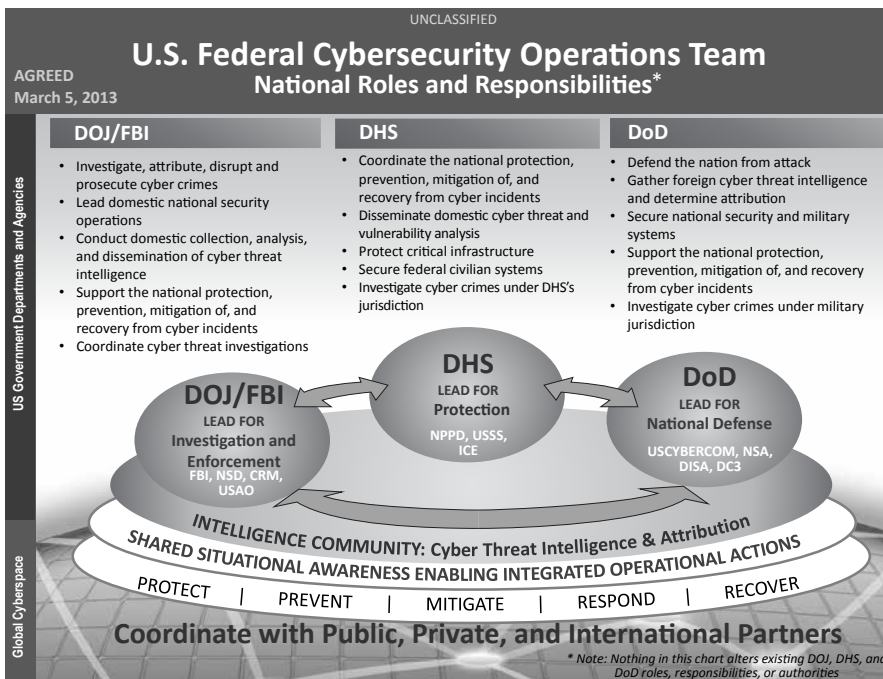 UNCLASSIFIED
U.S. Federal Cybersecurity Operations Team
National Roles and Responsibilities*
AGREED
March 5, 2013
US Government Departments and Agencies
Global Cyberspace
DOJ/FBI
• Investigate, attribute, disrupt and
prosecute cyber crimes
• Lead domestic national security
operations
• Conduct domestic collection, analysis,
and dissemination of cyber threat
intelligence
• Support the national protection,
prevention, mitigation of, and
recovery from cyber incidents
• Coordinate cyber threat investigations
DHS
• Coordinate the national protection,
prevention, mitigation of, and
recovery from cyber incidents
• Disseminate domestic cyber threat and
vulnerability analysis
• Protect critical infrastructure
• Secure federal civilian systems
• Investigate cyber crimes under DHS's
jurisdiction
DoD
• Defend the nation from attack
• Gather foreign cyber threat intelligence
and determine attribution
• Secure national security and military
systems
• Support the national protection,
prevention, mitigation of, and recovery
from cyber incidents
• Investigate cyber crimes under military
jurisdiction
DOJ/FBI
LEAD FOR
Investigation and
Enforcement
FBI, NSD, CRM,
USAO
DHS
LEAD FOR
Protection
NPPD, USSS,
ICE
DoD
LEAD FOR
National Defense
USCYBERCOM, NSA,
DISA, DC3
INTELLIGENCE COMMUNITY: Cyber Threat Intelligence & Attribution
SHARED SITUATIONAL AWARENESS ENABLING INTEGRATED OPERATIONAL ACTIONS
PROTECT | PREVENT | MITIGATE | RESPOND | RECOVER
Coordinate with Public, Private, and International Partners
* Note: Nothing in this chart alters existing DOJ, DHS, and
DoD roles, responsibilities, or authorities